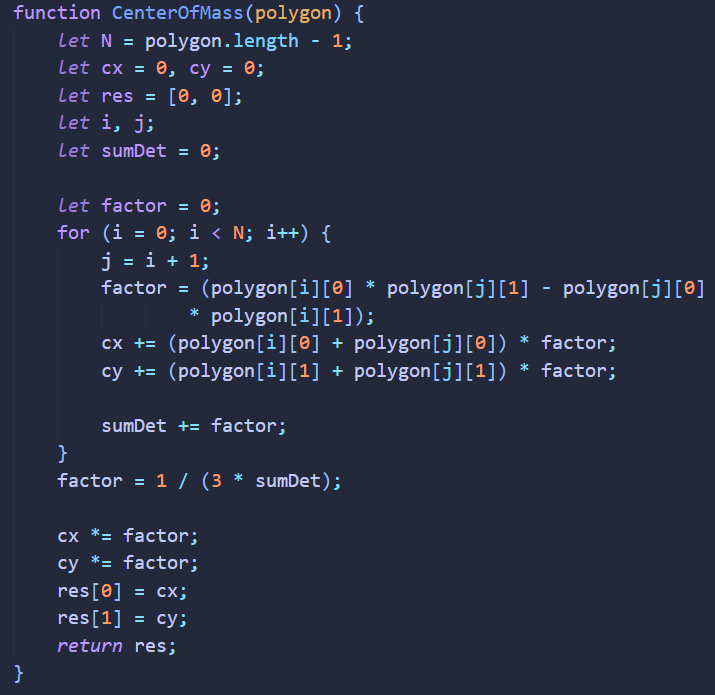 function CenterOfMass(polygon) {
    let N = polygon.length - 1;
    let cx = 0, cy = 0;
    let res = [0, 0];
    let i, j;
    let sumDet = 0;

    let factor = 0;
    for (i = 0; i < N; i++) {
        j = i + 1;
        factor = (polygon[i][0] * polygon[j][1] - polygon[j][0]
                * polygon[i][1]);
        cx += (polygon[i][0] + polygon[j][0]) * factor;
        cy += (polygon[i][1] + polygon[j][1]) * factor;

        sumDet += factor;
    }
    factor = 1 / (3 * sumDet);

    cx *= factor;
    cy *= factor;
    res[0] = cx;
    res[1] = cy;
    return res;
}